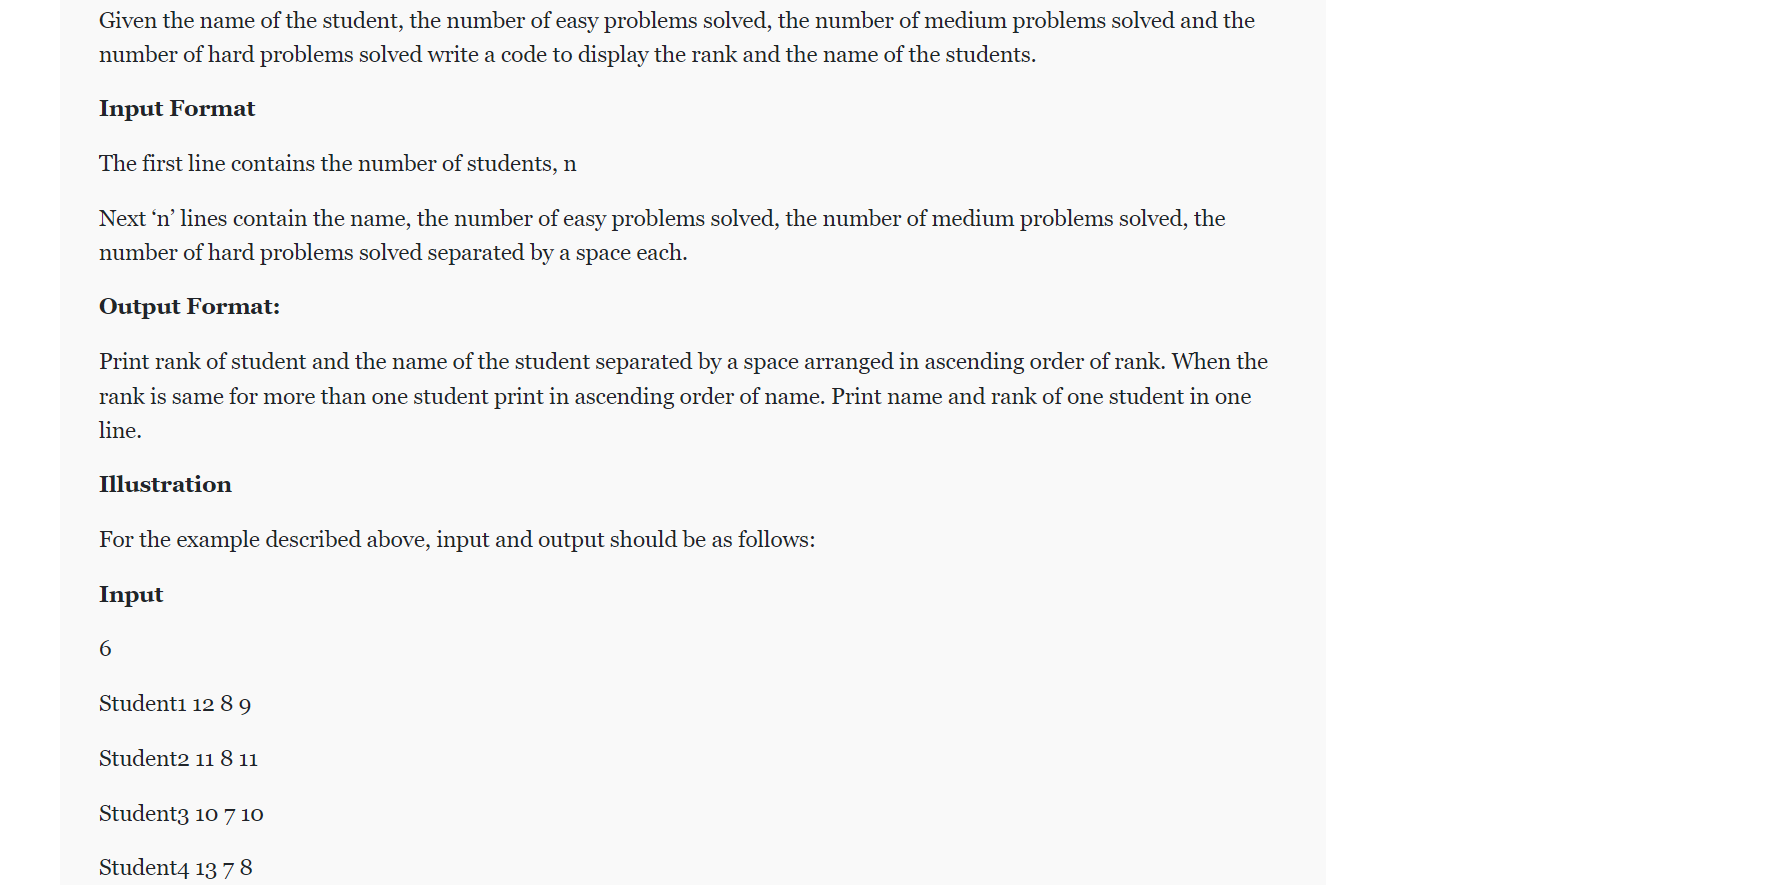 Given the name of the student, the number of easy problems solved, the number of medium problems solved and the
number of hard problems solved write a code to display the rank and the name of the students.
Input Format
The first line contains the number of students, n
Next ‘n’ lines contain the name, the number of easy problems solved, the number of medium problems solved, the
number of hard problems solved separated by a space each.
Output Format:
Print rank of student and the name of the student separated by a space arranged in ascending order of rank. When the
rank is same for more than one student print in ascending order of name. Print name and rank of one student in one
line.
Illustration
For the example described above, input and output should be as follows:
Input
6
Student1 12 8 9
Student2 11 8 11
Student3 10 7 10
Student4 13 7 8